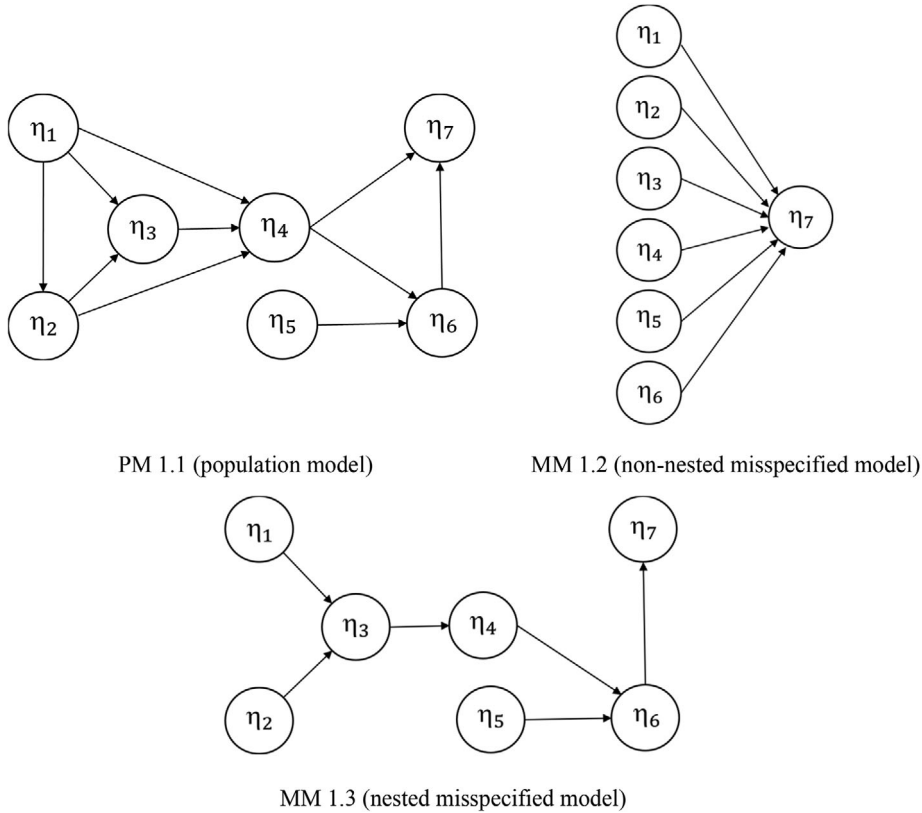 η1
η2
η3
η4
η5
η6
η7
PM 1.1 (population model)
η1
η2
η3
η4
η5
η6
η7
MM 1.2 (non-nested misspecified model)
η1
η2
η3
η4
η5
η6
η7
MM 1.3 (nested misspecified model)